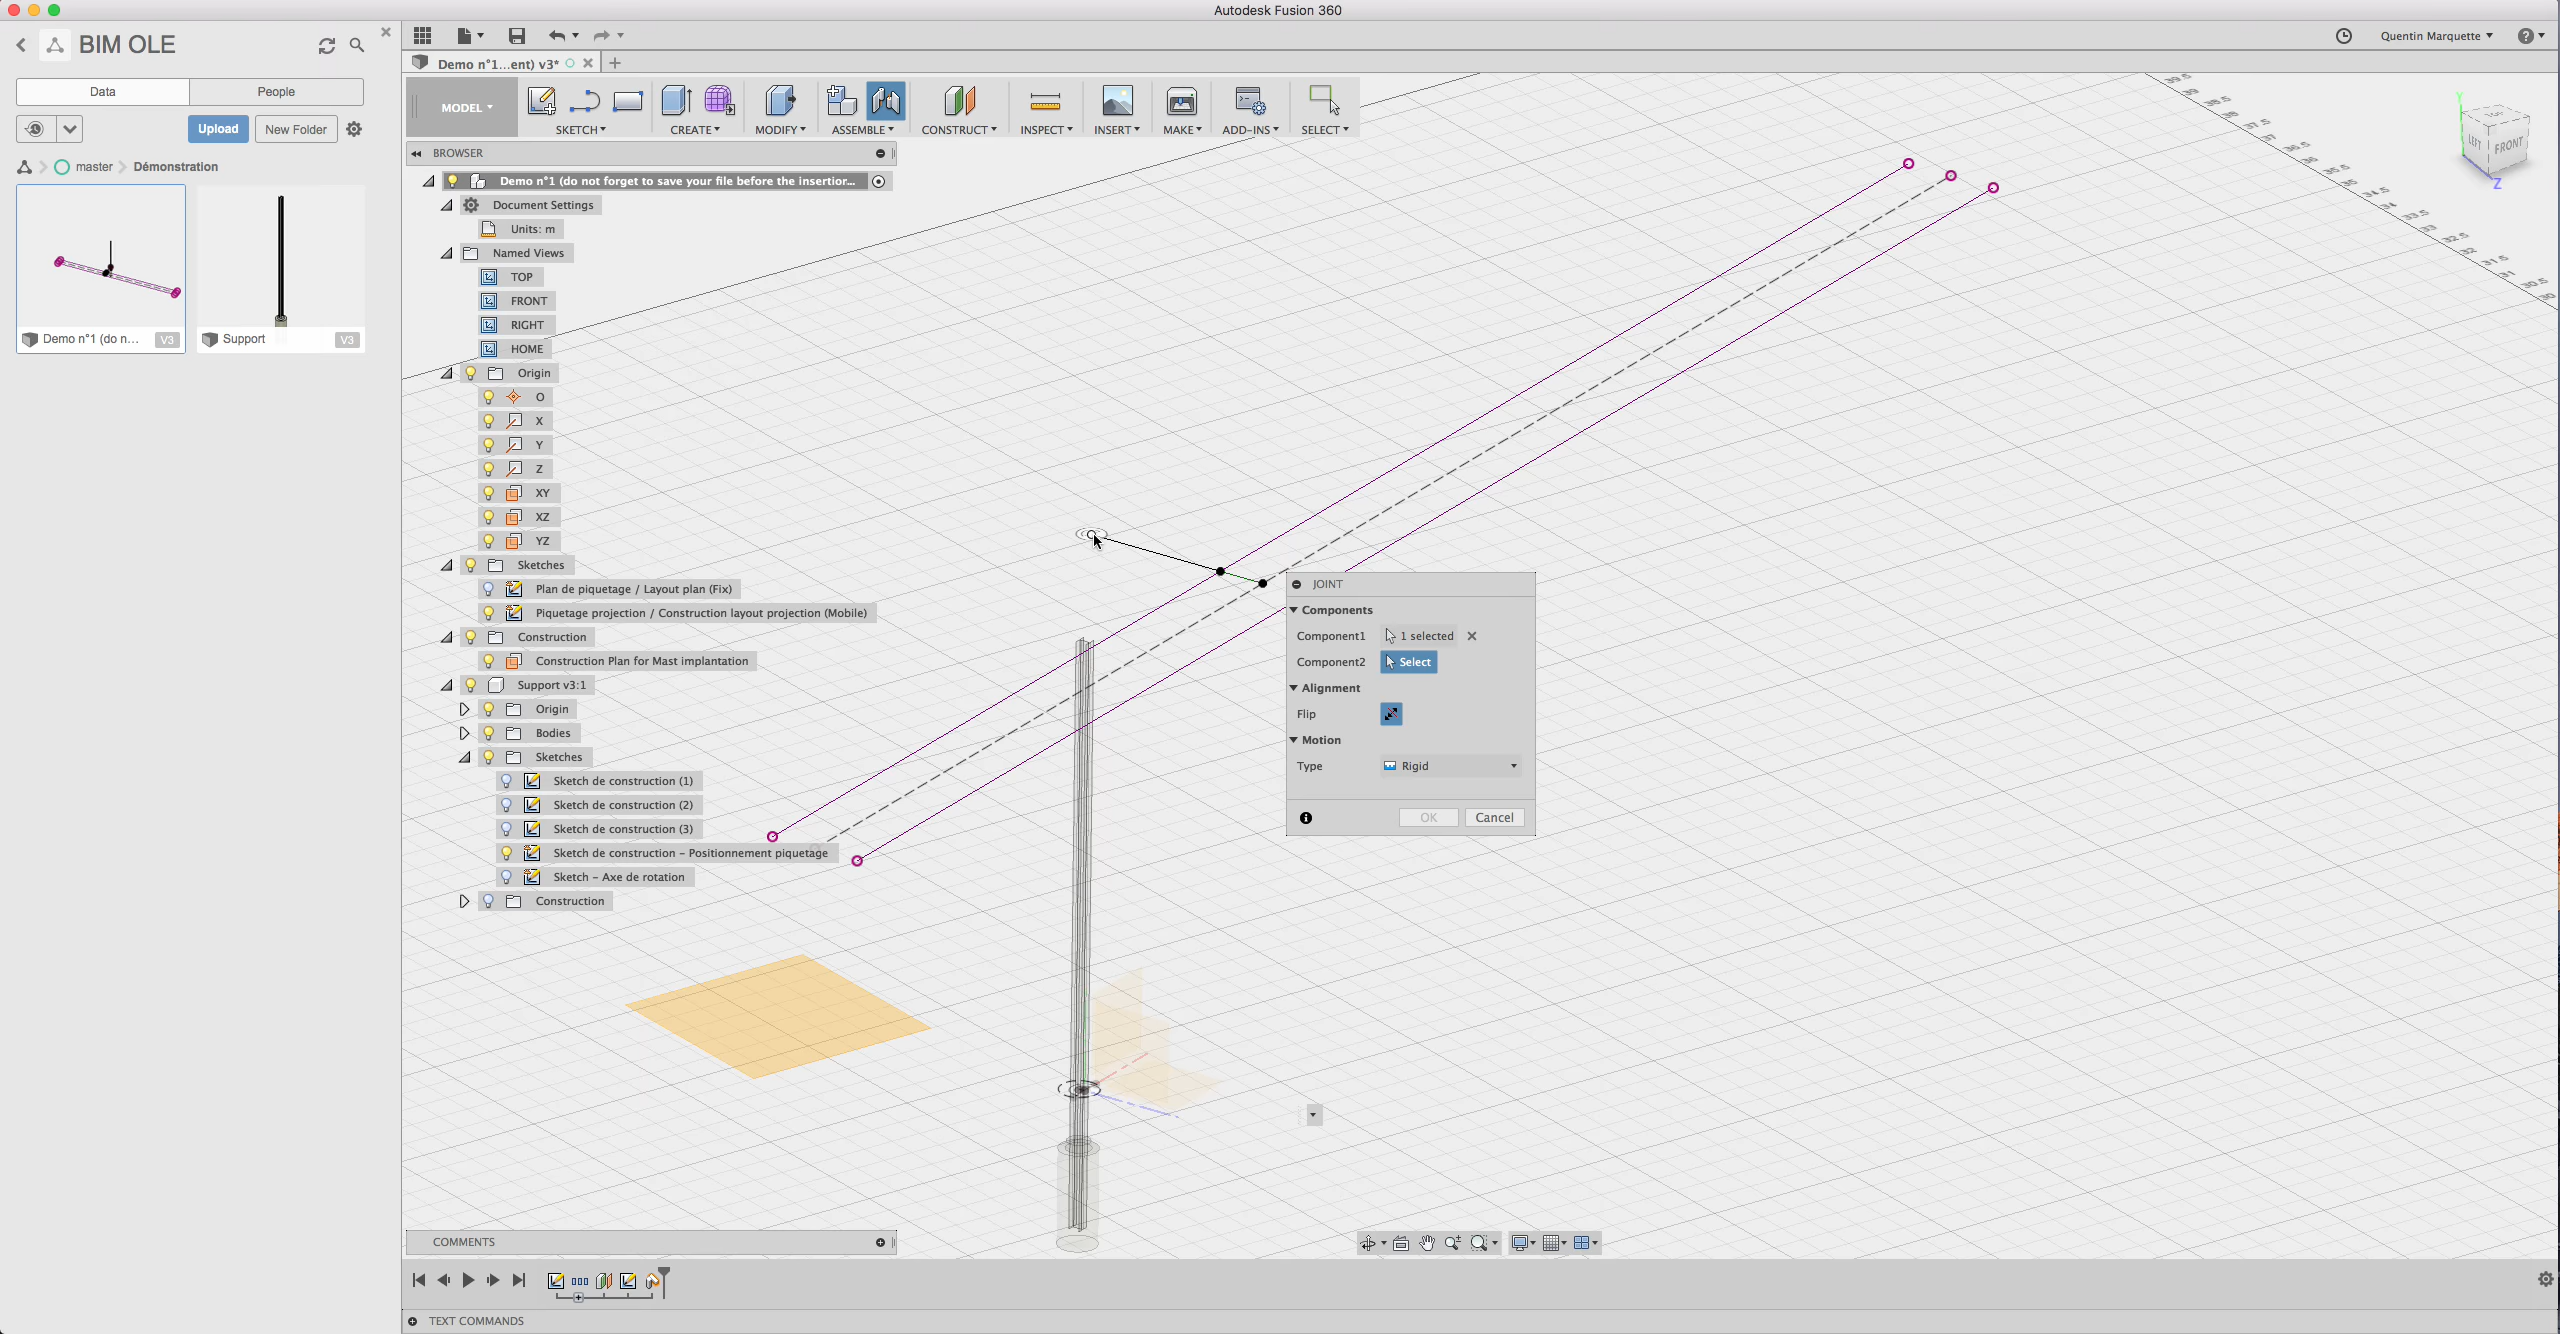 Autodesk Fusion 360
BIM OLE
Data
People
Upload
New Folder
master
Démonstration
Demo n°1 (do n...
V3
Support
V3
Quentin Marquette
Demo n°1...ent) v3*
MODEL
SKETCH
CREATE
MODIFY
ASSEMBLE
CONSTRUCT
INSPECT
INSERT
MAKE
ADD-INS
SELECT
BROWSER
Demo n°1 (do not forget to save your file before the insertior...
Document Settings
Units: m
Named Views
TOP
FRONT
RIGHT
HOME
Origin
O
X
Y
Z
XY
XZ
YZ
Sketches
Plan de piquetage / Layout plan (Fix)
Piquetage projection / Construction layout projection (Mobile)
Construction
Construction Plan for Mast implantation
Support v3:1
Origin
Bodies
Sketches
Sketch de construction (1)
Sketch de construction (2)
Sketch de construction (3)
Sketch de construction - Positionnement piquetage
Sketch - Axe de rotation
Construction
Y
TOP
LEFT
FRONT
Z
JOINT
Components
Component1
1 selected
Component2
Select
Alignment
Flip
Motion
Type
Rigid
OK
Cancel
COMMENTS
TEXT COMMANDS